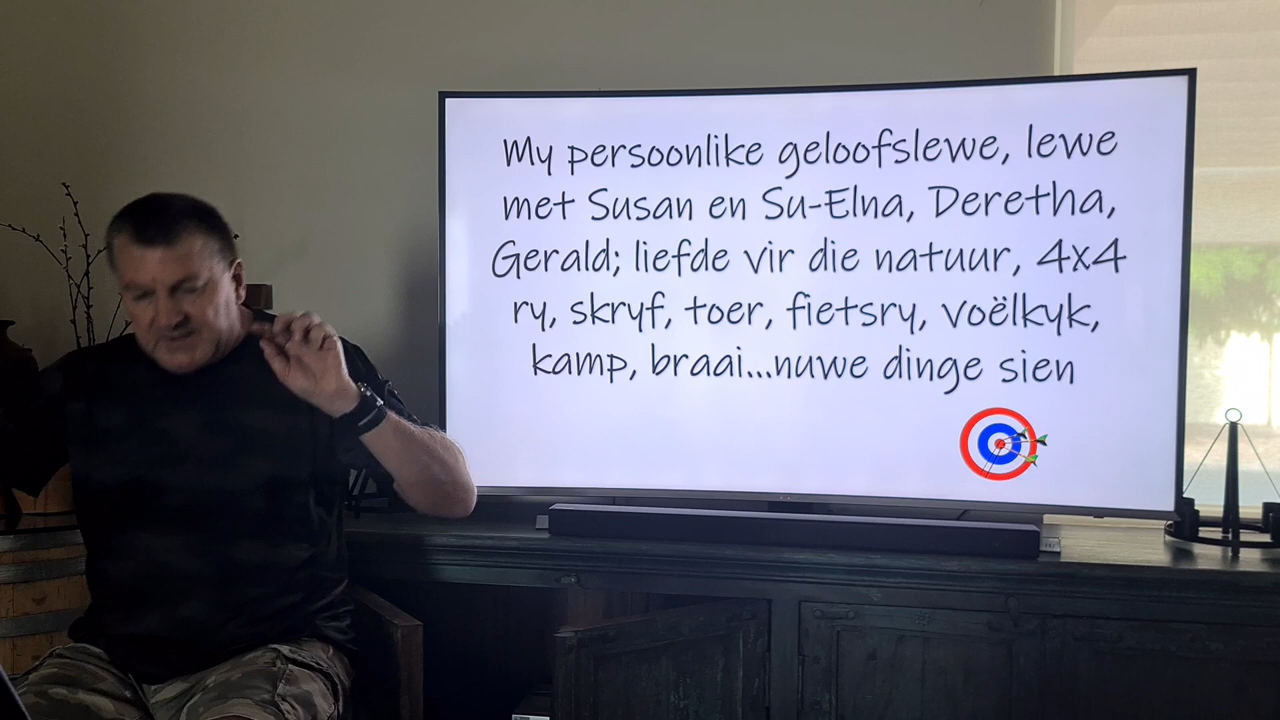 My persoonlike geloofslewe, lewe
met Susan en Su-Elna, Deretha,
Gerald; liefde vir die natuur, 4x4
ry, skryf, toer, fietsry, voëlkyk,
kamp, braai...nuwe dinge sien